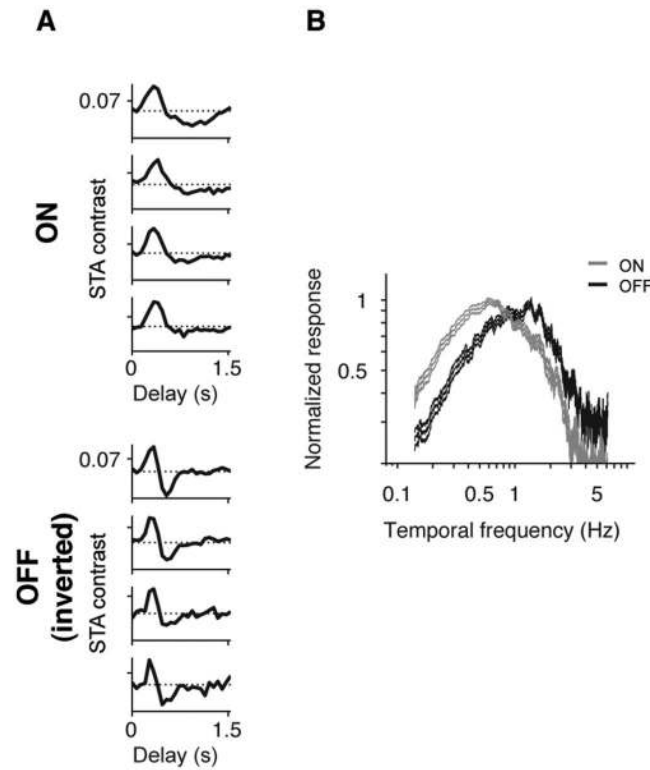 A
ON
STA contrast
0.07
0
1.5
Delay (s)
OFF
(inverted)
STA contrast
0.07
0
1.5
Delay (s)
B
ON
OFF
Normalized response
1
0.5
0.1
0.5
1
5
Temporal frequency (Hz)